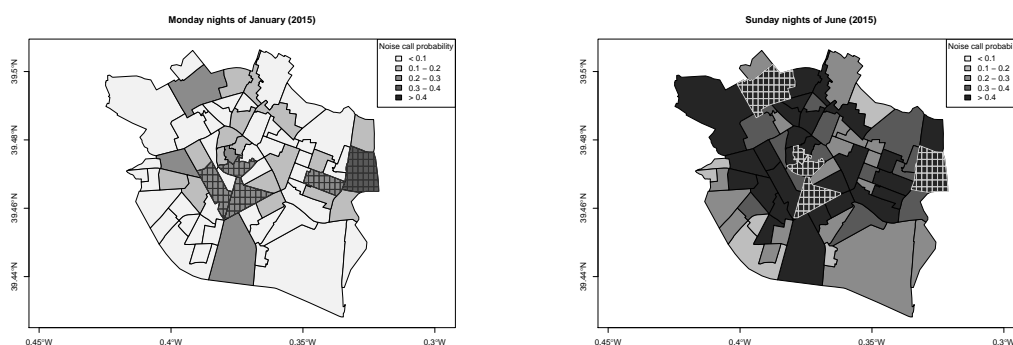 Monday nights of January (2015)
Noise call probability
< 0.1
0.1 – 0.2
0.2 – 0.3
0.3 – 0.4
> 0.4
39.5°N
39.48°N
39.46°N
39.44°N
0.45°W
0.4°W
0.35°W
0.3°W
Sunday nights of June (2015)
Noise call probabi
< 0.1
0.1 – 0.2
0.2 – 0.3
0.3 – 0.4
> 0.4
39.5°N
39.48°N
39.46°N
39.44°N
0.45°W
0.4°W
0.35°W
0.3°W